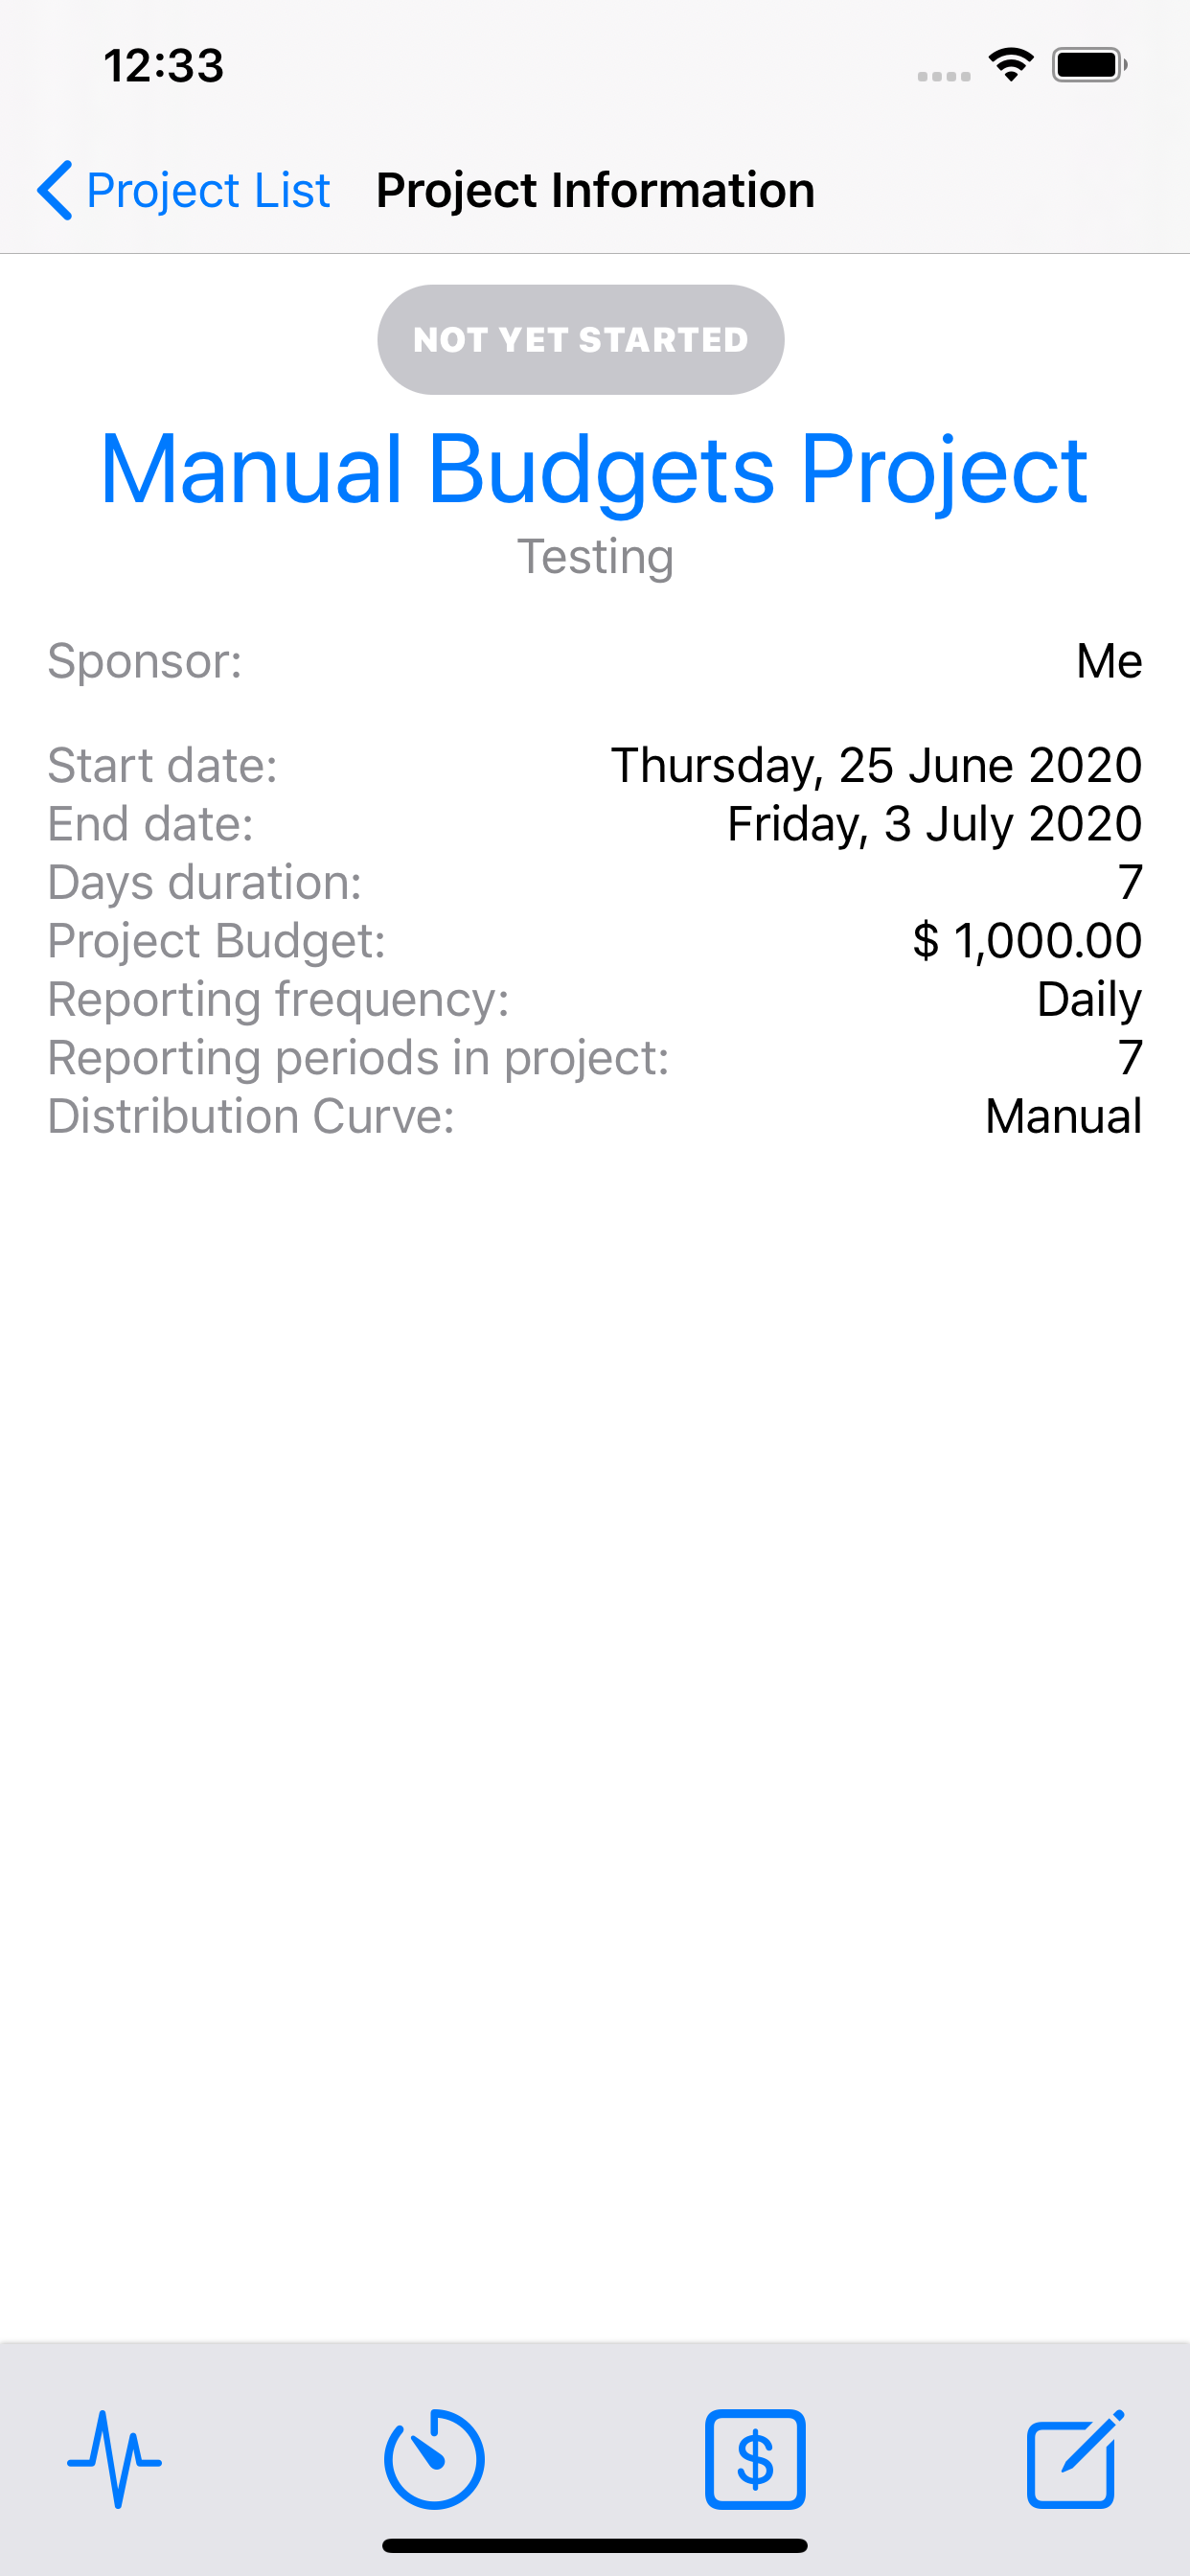 12:33
Project List Project Information
NOT YET STARTED
Manual Budgets Project
Testing
Sponsor: Me
Start date: Thursday, 25 June 2020
End date: Friday, 3 July 2020
Days duration: 7
Project Budget: $ 1,000.00
Reporting frequency: Daily
Reporting periods in project: 7
Distribution Curve: Manual
$